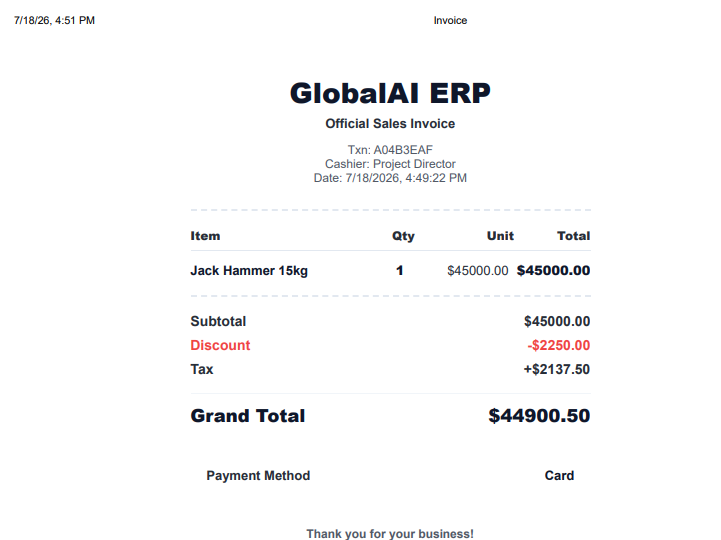 7/18/26, 4:51 PM Invoice
GlobalAI ERP
Official Sales Invoice
Txn: A04B3EAF
Cashier: Project Director
Date: 7/18/2026, 4:49:22 PM
Item Qty Unit Total
Jack Hammer 15kg 1 $45000.00 $45000.00
Subtotal $45000.00
Discount -$2250.00
Tax +$2137.50
Grand Total $44900.50
Payment Method Card
Thank you for your business!